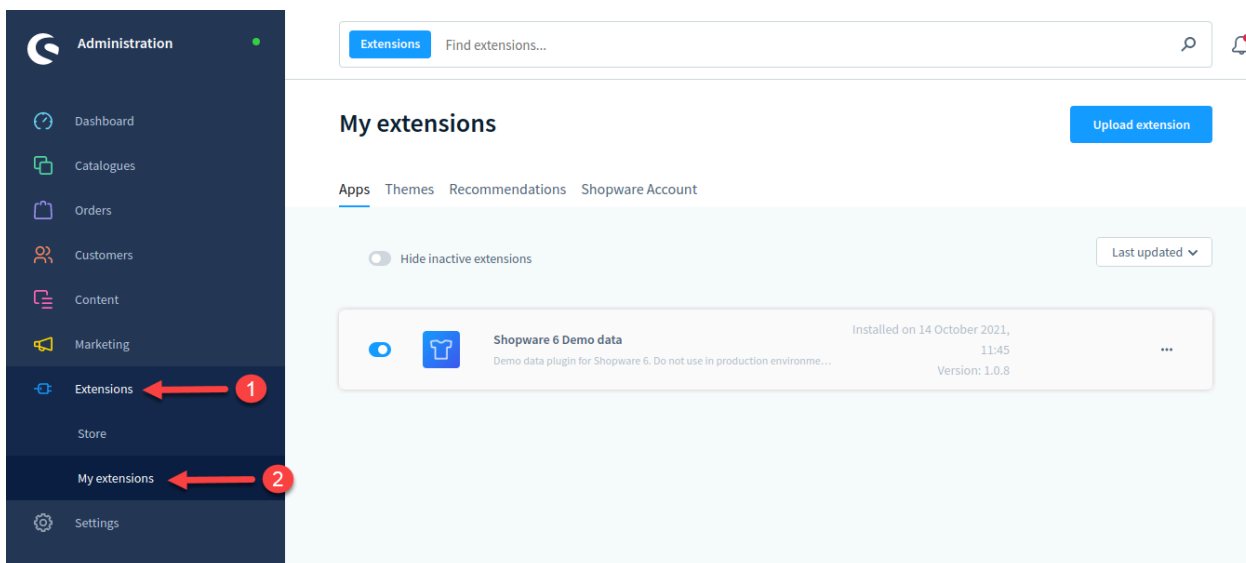 Administration
Dashboard
Catalogues
Orders
Customers
Content
Marketing
Extensions
1
Store
My extensions
2
Settings
Extensions
Find extensions...
My extensions
Upload extension
Apps Themes Recommendations Shopware Account
Hide inactive extensions
Last updated
Shopware 6 Demo data
Demo data plugin for Shopware 6. Do not use in production environme...
Installed on 14 October 2021,
11:45
Version: 1.0.8